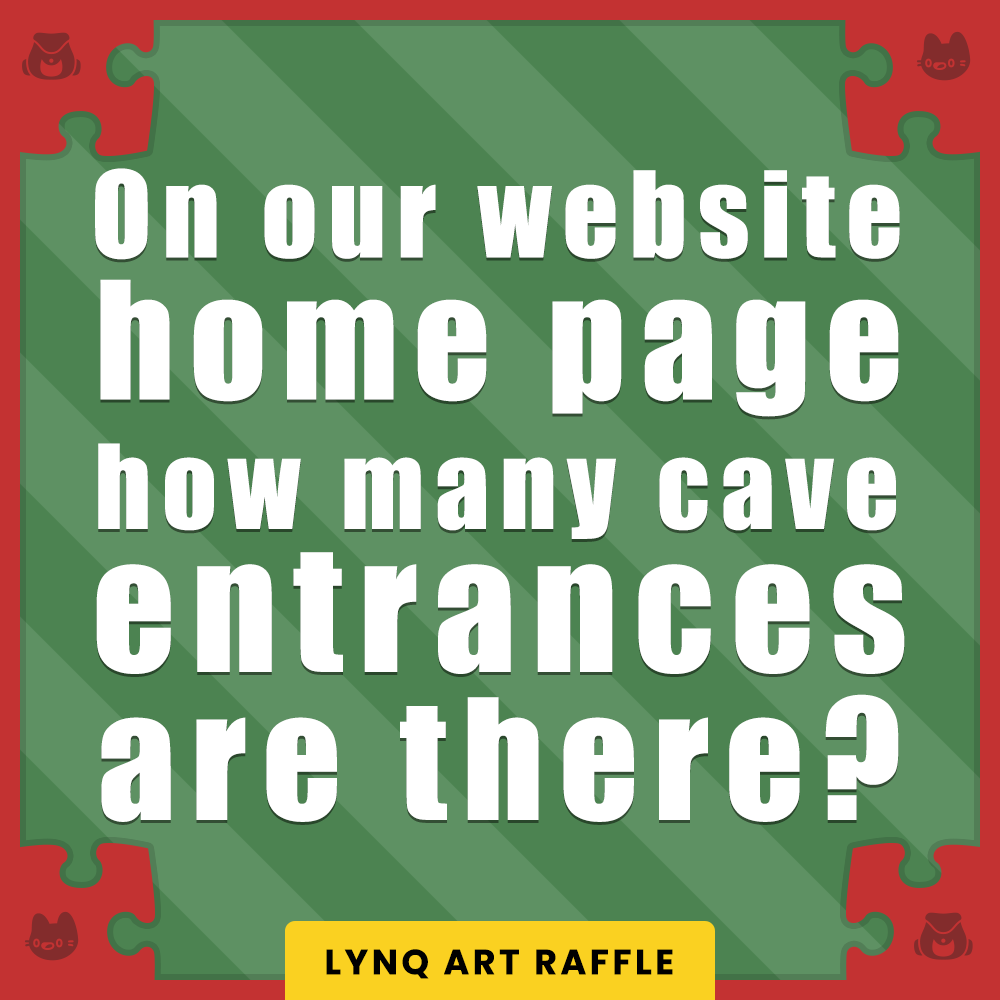 On our website
home page
how many cave
entrances
are there?
LYNQ ART RAFFLE